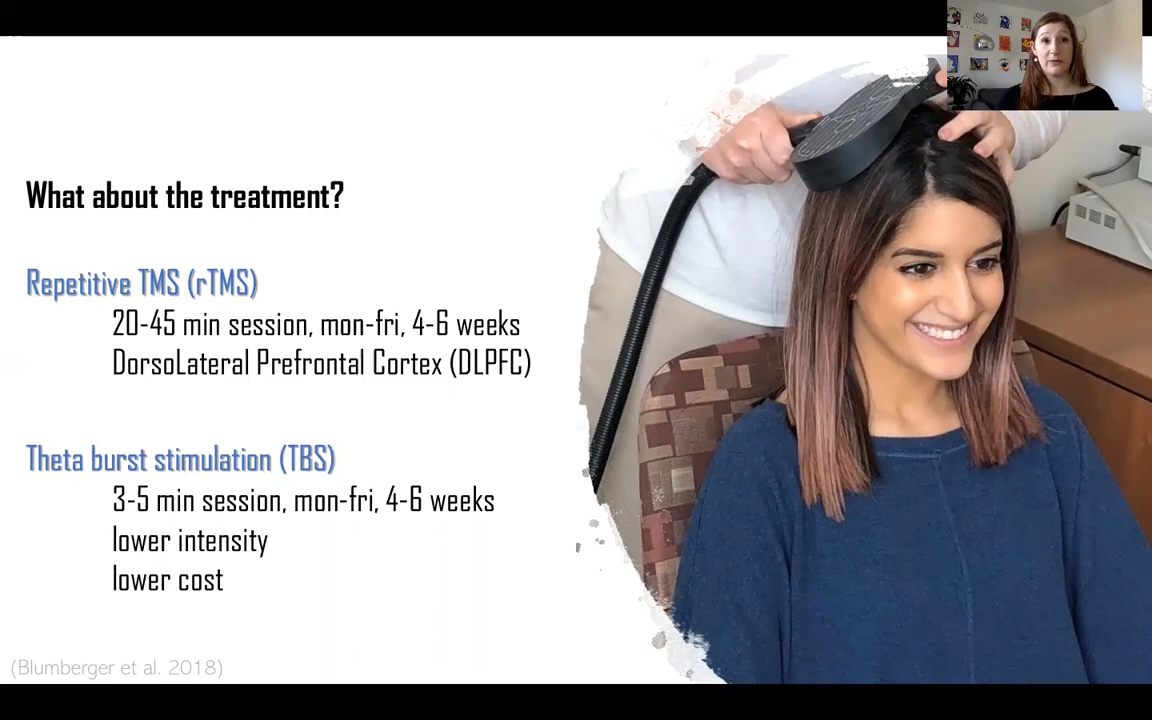 What about the treatment?
Repetitive TMS (rTMS)
20-45 min session, mon-fri, 4-6 weeks
DorsoLateral Prefrontal Cortex (DLPFC)
Theta burst stimulation (TBS)
3-5 min session, mon-fri, 4-6 weeks
lower intensity
lower cost
(Blumberger et al. 2018)